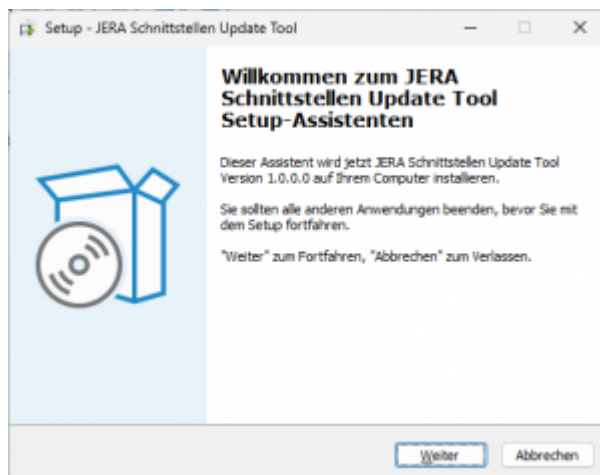 Setup - JERA Schnittstellen Update Tool
Willkommen zum JERA
Schnittstellen Update Tool
Setup-Assistenten
Dieser Assistent wird jetzt JERA Schnittstellen Update Tool
Version 1.0.0.0 auf Ihrem Computer installieren.
Sie sollten alle anderen Anwendungen beenden, bevor Sie mit
dem Setup fortfahren.
"Weiter" zum Fortfahren, "Abbrechen" zum Verlassen.
Weiter
Abbrechen